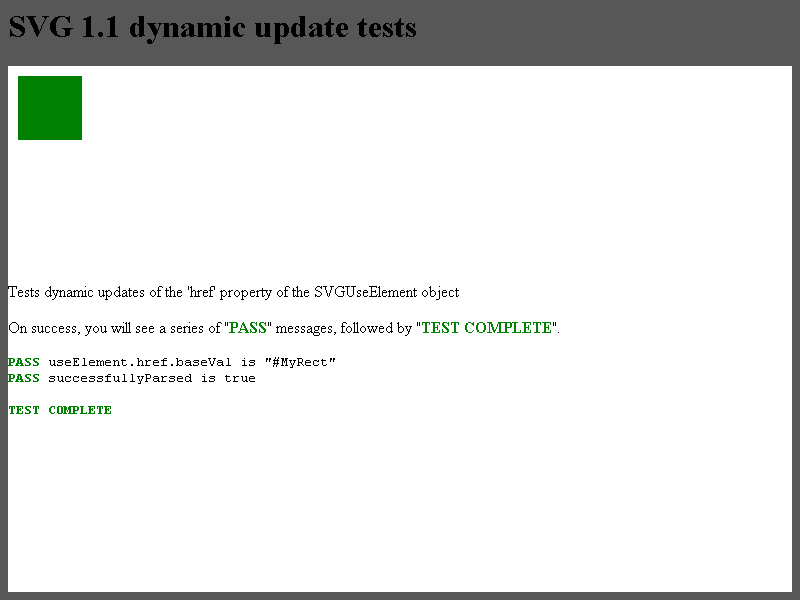 SVG 1.1 dynamic update tests
Tests dynamic updates of the 'href' property of the SVGUseElement object
On success, you will see a series of "PASS" messages, followed by "TEST COMPLETE".
PASS useElement.href.baseVal is "#MyRect"
PASS successfullyParsed is true
TEST COMPLETE